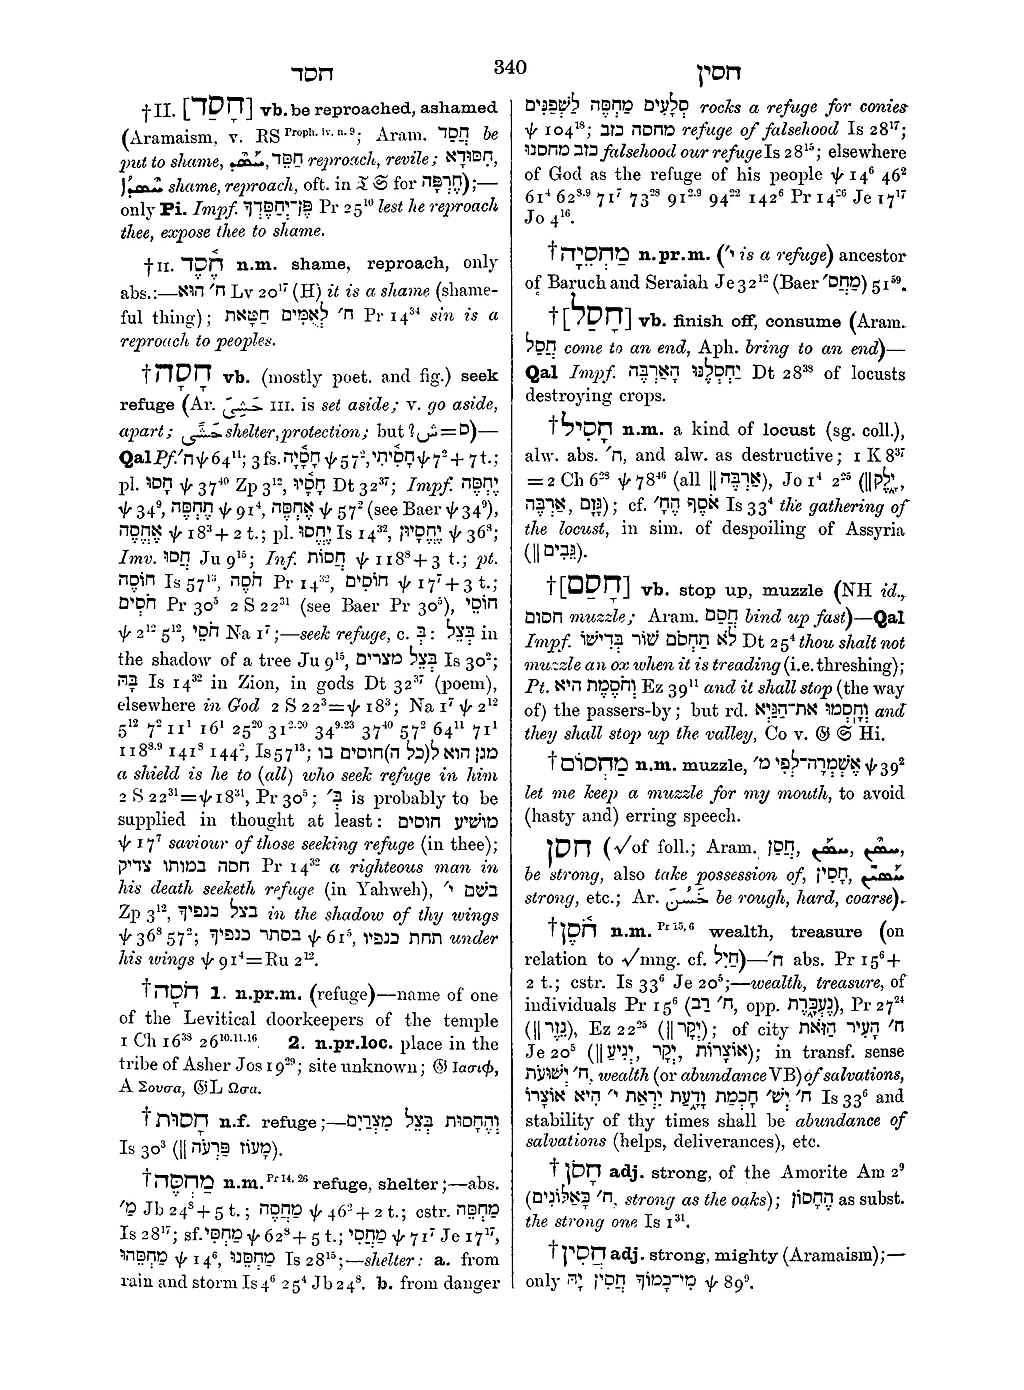 חסד
340
חסין
†II. [חָסַד] vb. be reproached, ashamed
(Aramaism, v. RS Proph. iv. n. 9; Aram. חֲסַד be
put to shame, חַסֵּד reproach, revile; חִסּוּדָא,
shame, reproach, oft. in 𝔗 𝔖 for חֶרְפָּה);—
only Pi. Impf. פֶּן־יְחַסֶּדְךָ Pr 25¹⁰ lest he reproach
thee, expose thee to shame.
†II. חֶ֫סֶד n.m. shame, reproach, only
abs.:—ח׳ הוּא Lv 20¹⁷ (H) it is a shame (shame-
ful thing); ח׳ לְאֻמִּים חַטָּאת Pr 14³⁴ sin is a
reproach to peoples.
†חָסָה vb. (mostly poet. and fig.) seek
refuge (Ar. III. is set aside; v. go aside,
apart; shelter, protection; but ? ش=ס)—
Qal Pf. ח׳ ψ 64¹¹; 3 fs. חָסָ֫יָה ψ 57², חָסִ֫יתִי ψ 7² + 7 t.;
pl. חָסוּ ψ 37⁴⁰ Zp 3¹², חָסָ֫יוּ Dt 32³⁷; Impf. יֶחֱסֶה
ψ 34⁹, תֶּחְסֶה ψ 91⁴, אֶחְסֶה ψ 57² (see Baer ψ 34⁹),
אֶחֱסֶה ψ 18³ + 2 t.; pl. יֶחֱסוּ Is 14³², יֶחֱסָיוּן ψ 36⁸;
Imv. חֲסוּ Ju 9¹⁵; Inf. חֲסוֹת ψ 118⁸ + 3 t.; pt.
חוֹסֶה Is 57¹³, חֹסֶה Pr 14³², חוֹסִים ψ 17⁷ + 3 t.;
חֹסִים Pr 30⁵ 2 S 22³¹ (see Baer Pr 30⁵), חוֹסֵי
ψ 2¹² 5¹², חֹסֵי Na 1⁷;—seek refuge, c. בְּ: בְּצֵל in
the shadow of a tree Ju 9¹⁵, בְּצֵל מצרים Is 30²;
בָּהּ Is 14³² in Zion, in gods Dt 32³⁷ (poem),
elsewhere in God 2 S 22³ = ψ 18³; Na 1⁷ ψ 2¹²
5¹² 7² 11¹ 16¹ 25²⁰ 31²·²⁰ 34⁹·²³ 37⁴⁰ 57² 64¹¹ 71¹
118⁸·⁹ 141⁸ 144², Is 57¹³; מגן הוא ל(כל ה)חוסים בו
a shield is he to (all) who seek refuge in him
2 S 22³¹ = ψ 18³¹, Pr 30⁵; בְּ׳ is probably to be
supplied in thought at least: מושיע חוסים
ψ 17⁷ saviour of those seeking refuge (in thee);
חסה במותו צדיק Pr 14³² a righteous man in
his death seeketh refuge (in Yahweh), בשם י׳
Zp 3¹², בצל כנפיך in the shadow of thy wings
ψ 36⁸ 57²; בסתר כנפיך ψ 61⁵, תחת כנפיו under
his wings ψ 91⁴ = Ru 2¹².
†חֹסָה 1. n.pr.m. (refuge)—name of one
of the Levitical doorkeepers of the temple
1 Ch 16³⁸ 26¹⁰·¹¹·¹⁶. 2. n.pr.loc. place in the
tribe of Asher Jos 19²⁹; site unknown; 𝔊 Ιασιφ,
A Σουσα, 𝔊L Ωσα.
†חָסוּת n.f. refuge;—וְהֶחָסוּת בְּצֵל מִצְרַיִם
Is 30³ (‖ מָעוֹז פַּרְעֹה).
†מַחְסֶה n.m. Pr 14, 26 refuge, shelter;—abs.
מ׳ Jb 24⁸ + 5 t.; מַחֲסֶה ψ 46² + 2 t.; cstr. מַחְסֵה
Is 28¹⁷; sf. מַחְסִי ψ 62⁸ + 5 t.; מַחֲסִי ψ 71⁷ Je 17¹⁷,
מַחְסֵהוּ ψ 14⁶, מַחְסֵנוּ Is 28¹⁵;—shelter: a. from
rain and storm Is 4⁶ 25⁴ Jb 24⁸. b. from danger
סְלָעִים מַחְסֶה לַשְׁפַנִּים rocks a refuge for conies
ψ 104¹⁸; מחסה כזב refuge of falsehood Is 28¹⁷;
כזב מחסנו falsehood our refuge Is 28¹⁵; elsewhere
of God as the refuge of his people ψ 14⁶ 46²
61⁴ 62⁸·⁹ 71⁷ 73²⁸ 91²·⁹ 94²² 142⁶ Pr 14²⁶ Je 17¹⁷
Jo 4¹⁶.
†מַחְסֵיָה n.pr.m. (י׳ is a refuge) ancestor
of Baruch and Seraiah Je 32¹² (Baer מַחְסֵ׳) 51⁵⁹.
†[חָסַל] vb. finish off, consume (Aram.
חֲסַל come to an end, Aph. bring to an end)—
Qal Impf. יַחְסְלֶנּוּ הָאַרְבֶּה Dt 28³⁸ of locusts
destroying crops.
†חָסִיל n.m. a kind of locust (sg. coll.),
alw. abs. ח׳, and alw. as destructive; 1 K 8³⁷
= 2 Ch 6²⁸ ψ 78⁴⁶ (all ‖ אַרְבֶּה), Jo 1⁴ 2²⁵ (‖ יֶלֶק,
גָּזָם, אַרְבֶּה); cf. אֹסֶף הֶח׳ Is 33⁴ the gathering of
the locust, in sim. of despoiling of Assyria
(‖ גֵּבִים).
†[חָסַם] vb. stop up, muzzle (NH id.,
חסום muzzle; Aram. חֲסַם bind up fast)—Qal
Impf. לֹא תַחְסֹם שׁוֹר בְּדִישׁוֹ Dt 25⁴ thou shalt not
muzzle an ox when it is treading (i.e. threshing);
Pt. וְחֹסֶמֶת היא Ez 39¹¹ and it shall stop (the way
of) the passers-by; but rd. וְחָסְמוּ אֶת־הַגַּיְא and
they shall stop up the valley, Co v. 𝔊 𝔖 Hi.
†מַחְסוֹם n.m. muzzle, אֶשְׁמְרָה־לְפִי מ׳ ψ 39²
let me keep a muzzle for my mouth, to avoid
(hasty and) erring speech.
חסן (√of foll.; Aram. חֲסַן,
be strong, also take possession of, חֲסִין,
strong, etc.; Ar. خَشُنَ be rough, hard, coarse).
†חֹ֫סֶן n.m. Pr 15, 6 wealth, treasure (on
relation to √mng. cf. חַיִל)—ח׳ abs. Pr 15⁶ +
2 t.; cstr. Is 33⁶ Je 20⁵;—wealth, treasure, of
individuals Pr 15⁶ (ח׳ רַב, opp. נֶעְכָּרֶת), Pr 27²⁴
(‖ נֵזֶר), Ez 22²⁵ (‖ יְקָר); of city ח׳ הָעִיר הַזֹּאת
Je 20⁵ (‖ אוֹצָרוֹת, יְקָר, יְגִיעַ); in transf. sense
ח׳ יְשׁוּעֹת, wealth (or abundance VB) of salvations,
ח׳ יְשׁ׳ חָכְמַת וָדָעַת יִרְאַת י׳ הִיא אוֹצָרוֹ Is 33⁶ and
stability of thy times shall be abundance of
salvations (helps, deliverances), etc.
†חָסֹן adj. strong, of the Amorite Am 2⁹
(ח׳ כָּאַלּוֹנִים, strong as the oaks); הֶחָסוֹן as subst.
the strong one Is 1³¹.
†חֲסִין adj. strong, mighty (Aramaism);—
only מִי־כָמוֹךָ חֲסִין יָהּ ψ 89⁹.